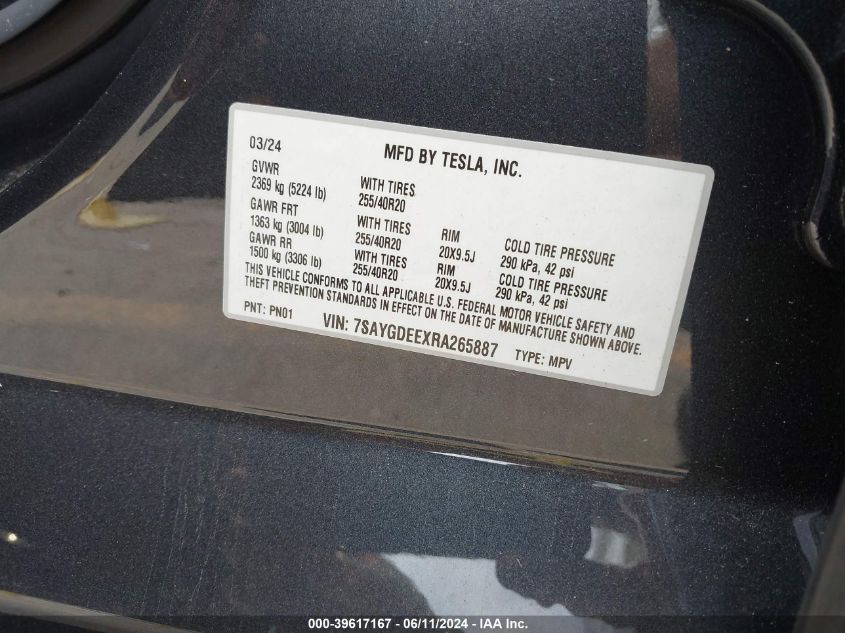 03/24
MFD BY TESLA, INC.
GVWR
2369 kg (5224 lb)
WITH TIRES
255/40R20
GAWR FRT
1363 kg (3004 lb)
WITH TIRES
255/40R20
RIM
20X9.5J
COLD TIRE PRESSURE
290 kPa, 42 psi
GAWR RR
1500 kg (3306 lb)
WITH TIRES
255/40R20
RIM
20X9.5J
COLD TIRE PRESSURE
290 kPa, 42 psi
THIS VEHICLE CONFORMS TO ALL APPLICABLE U.S. FEDERAL MOTOR VEHICLE SAFETY AND
THEFT PREVENTION STANDARDS IN EFFECT ON THE DATE OF MANUFACTURE SHOWN ABOVE.
PNT: PN01
VIN: 7SAYGDEEXRA265887
TYPE: MPV
000-39617167 - 06/11/2024 - IAA Inc.